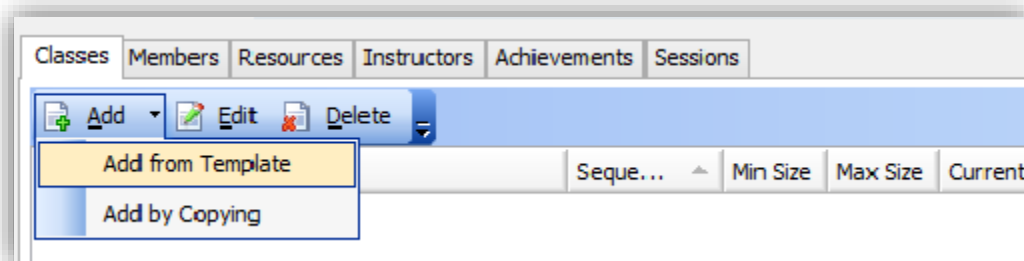 Classes Members Resources Instructors Achievements Sessions
Add Edit Delete
Add from Template
Seque... Min Size Max Size Current
Add by Copying